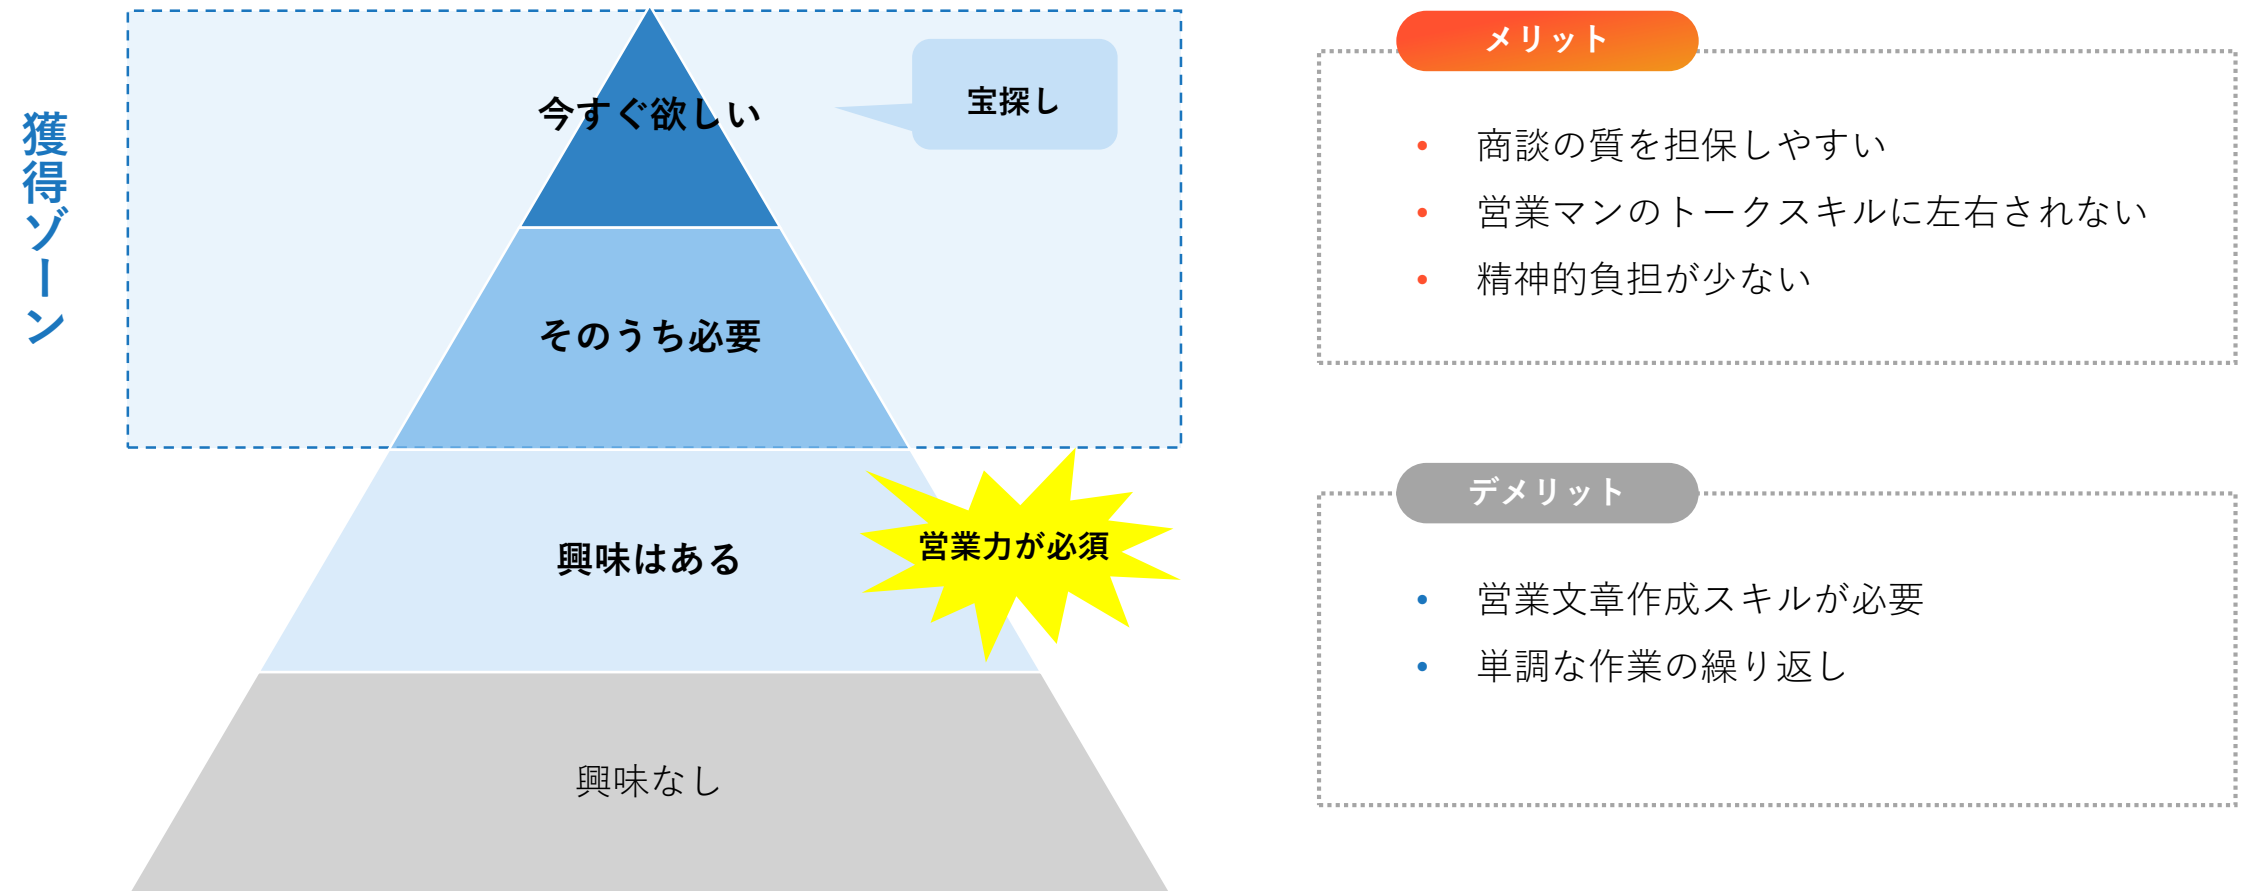 獲得ゾーン
今すぐ欲しい
宝探し
そのうち必要
興味はある
営業力が必須
興味なし
メリット
• 商談の質を担保しやすい
• 営業マンのトークスキルに左右されない
• 精神的負担が少ない
デメリット
• 営業文章作成スキルが必要
• 単調な作業の繰り返し